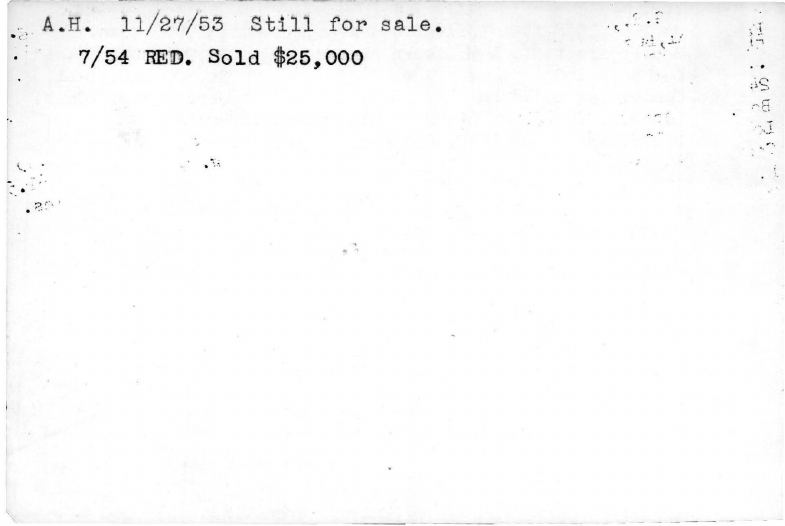 A.H. 11/27/53 Still for sale.
7/54 RED. Sold $25,000